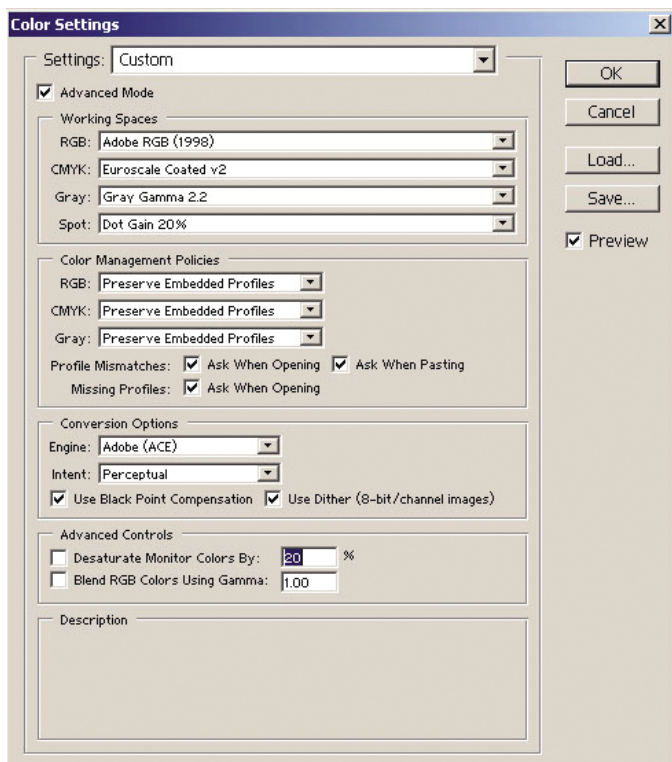 Color Settings
Settings: Custom
OK
Advanced Mode
Cancel
Working Spaces
RGB: Adobe RGB (1998)
CMYK: Euroscale Coated v2
Load...
Gray: Gray Gamma 2.2
Save...
Spot: Dot Gain 20%
Preview
Color Management Policies
RGB: Preserve Embedded Profiles
CMYK: Preserve Embedded Profiles
Gray: Preserve Embedded Profiles
Profile Mismatches: Ask When Opening Ask When Pasting
Missing Profiles: Ask When Opening
Conversion Options
Engine: Adobe (ACE)
Intent: Perceptual
Use Black Point Compensation Use Dither (8-bit/channel images)
Advanced Controls
Desaturate Monitor Colors By: 20 %
Blend RGB Colors Using Gamma: 1.00
Description